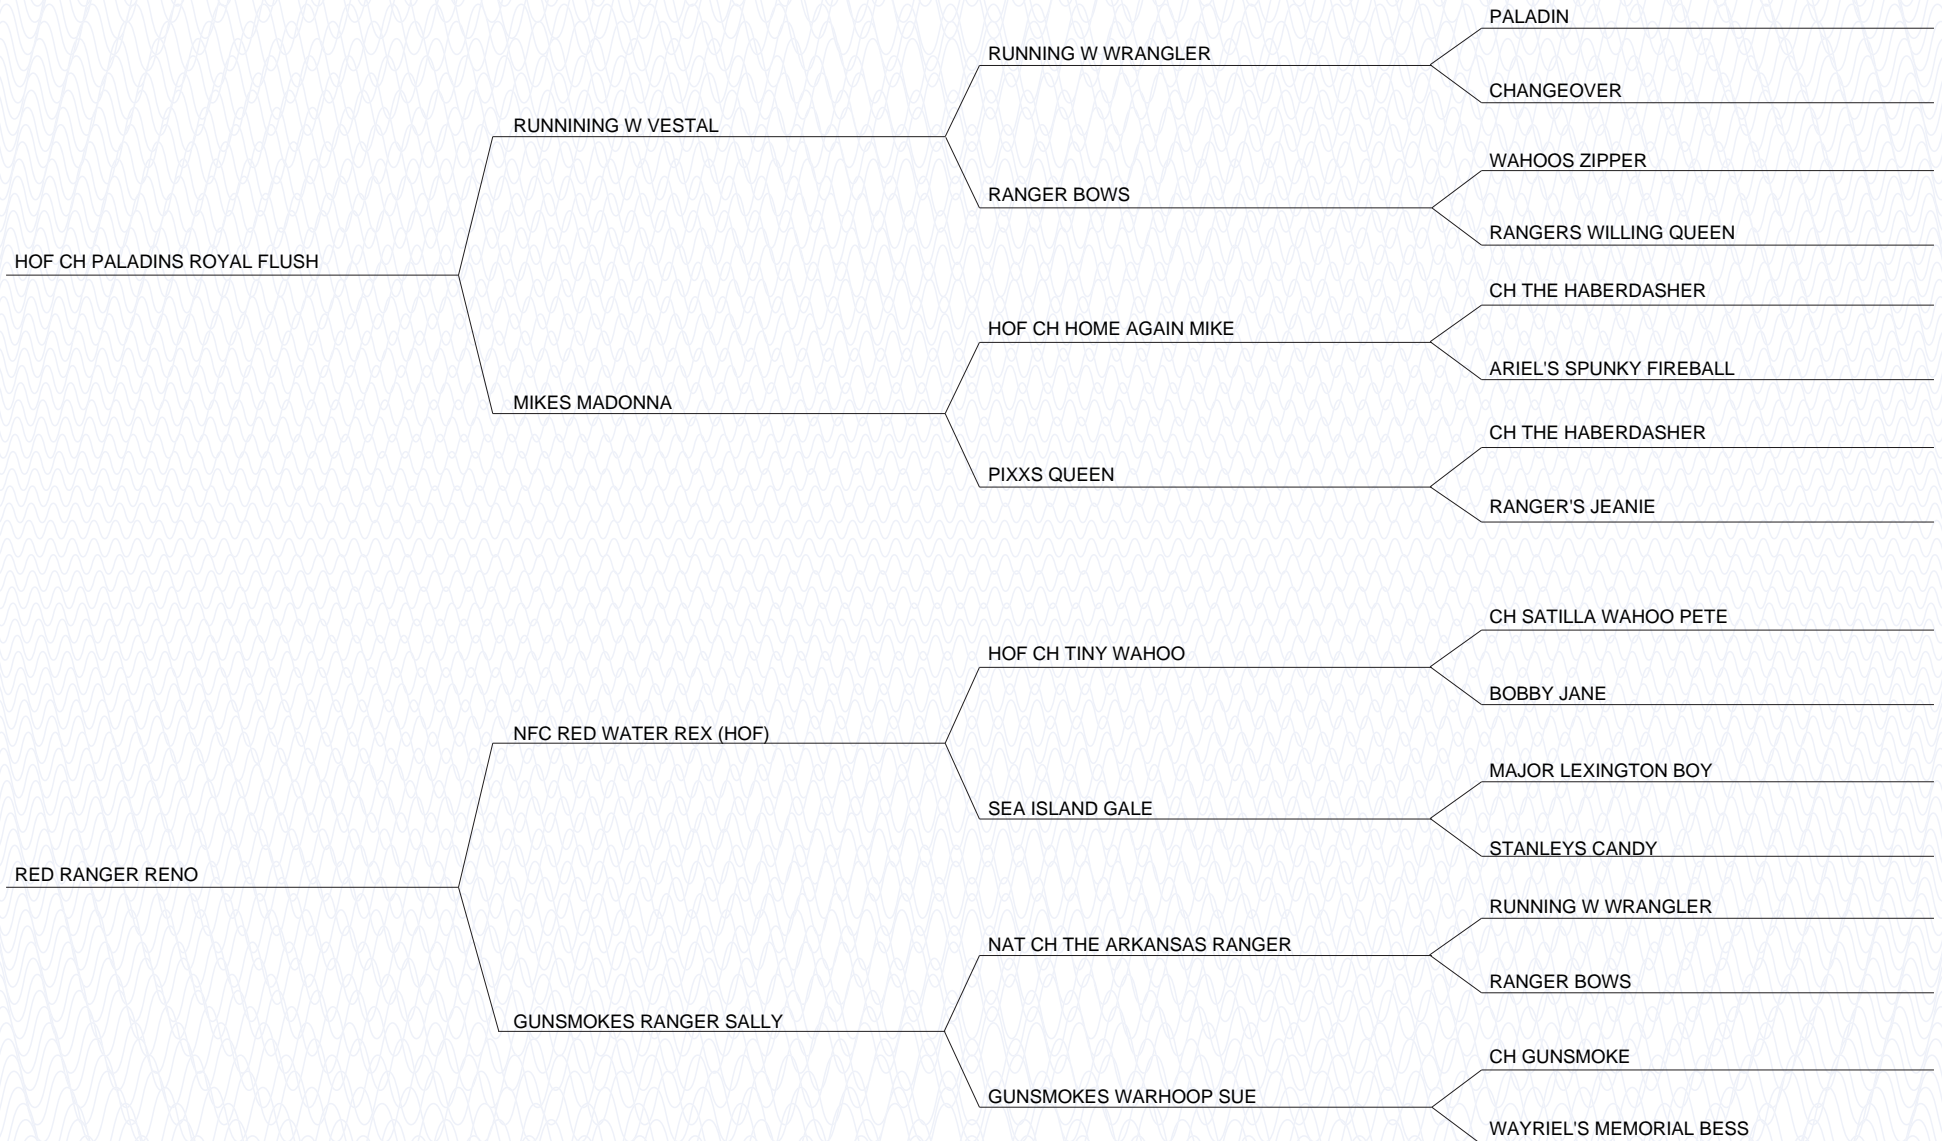 PALADIN
RUNNING W WRANGLER
CHANGEOVER
RUNNINING W VESTAL
WAHOOS ZIPPER
RANGER BOWS
RANGERS WILLING QUEEN
HOF CH PALADINS ROYAL FLUSH
CH THE HABERDASHER
HOF CH HOME AGAIN MIKE
ARIEL'S SPUNKY FIREBALL
MIKES MADONNA
CH THE HABERDASHER
PIXXS QUEEN
RANGER'S JEANIE
CH SATILLA WAHOO PETE
HOF CH TINY WAHOO
BOBBY JANE
NFC RED WATER REX (HOF)
MAJOR LEXINGTON BOY
SEA ISLAND GALE
STANLEYS CANDY
RED RANGER RENO
RUNNING W WRANGLER
NAT CH THE ARKANSAS RANGER
RANGER BOWS
GUNSMOKES RANGER SALLY
CH GUNSMOKE
GUNSMOKES WARHOOP SUE
WAYRIEL'S MEMORIAL BESS